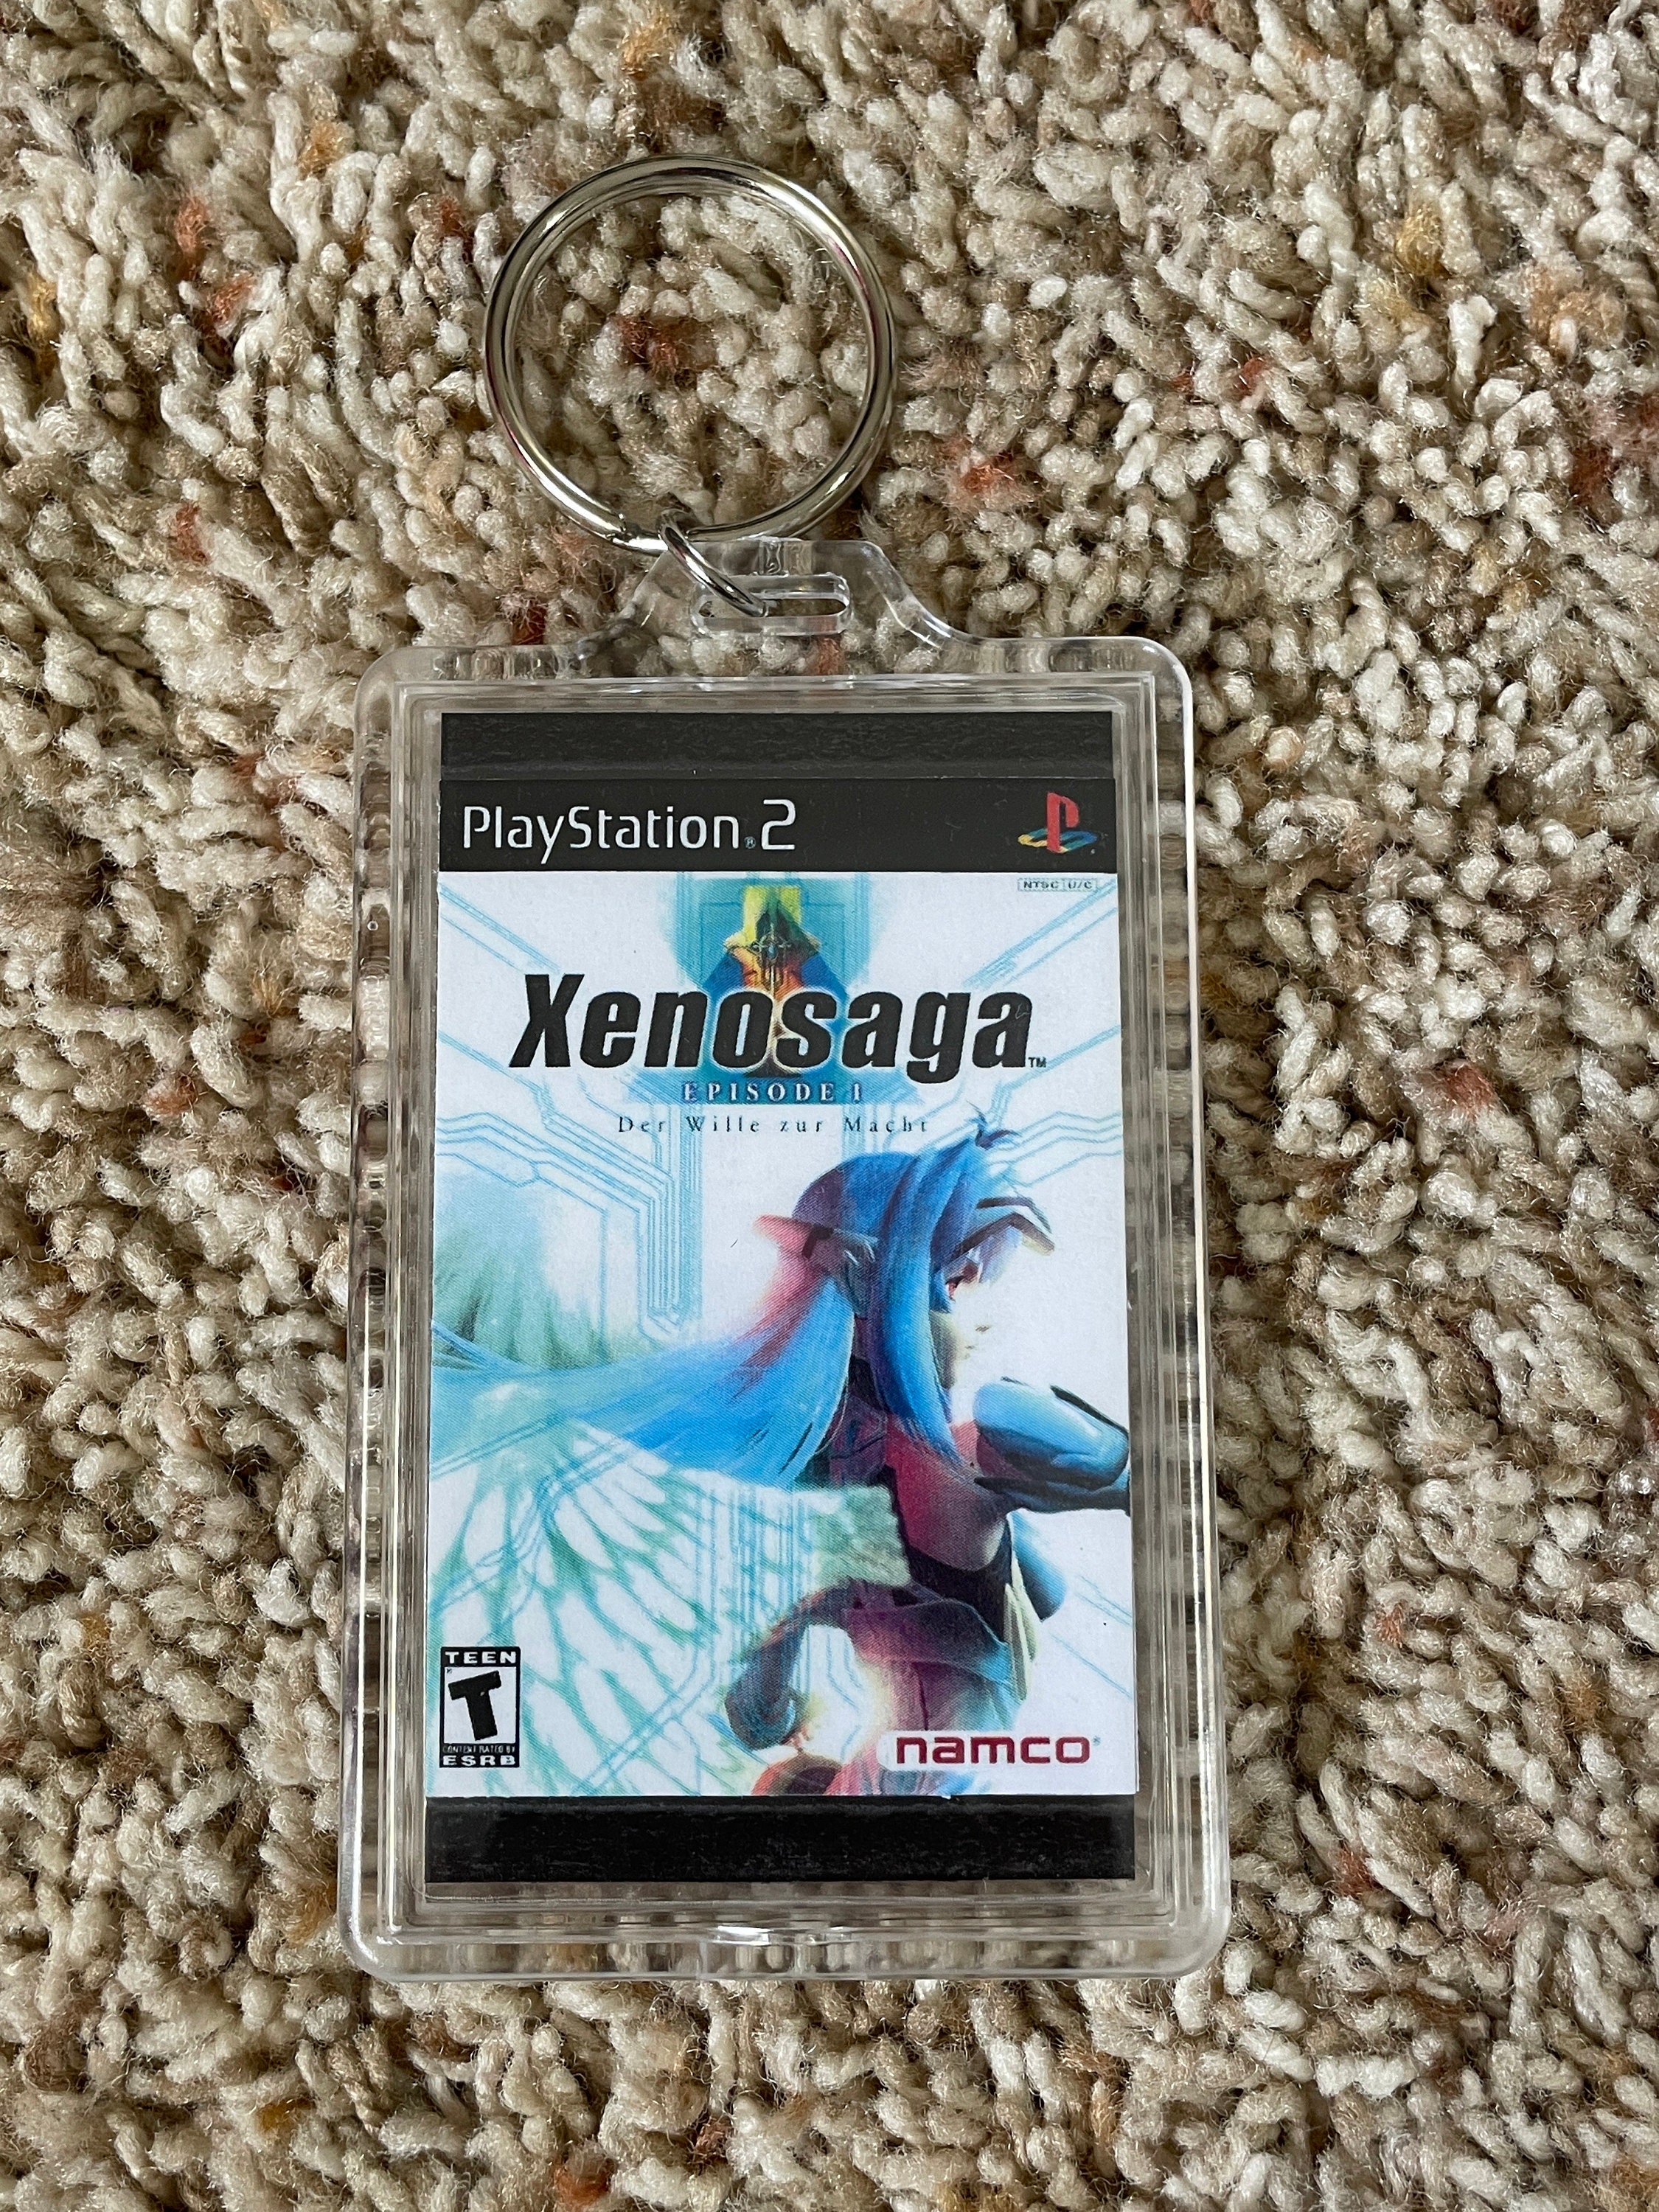 PlayStation®2
NTSC U/C
Xenosaga™
EPISODE I
Der Wille zur Macht
TEEN
T
CONTENT RATED BY
ESRB
namco®